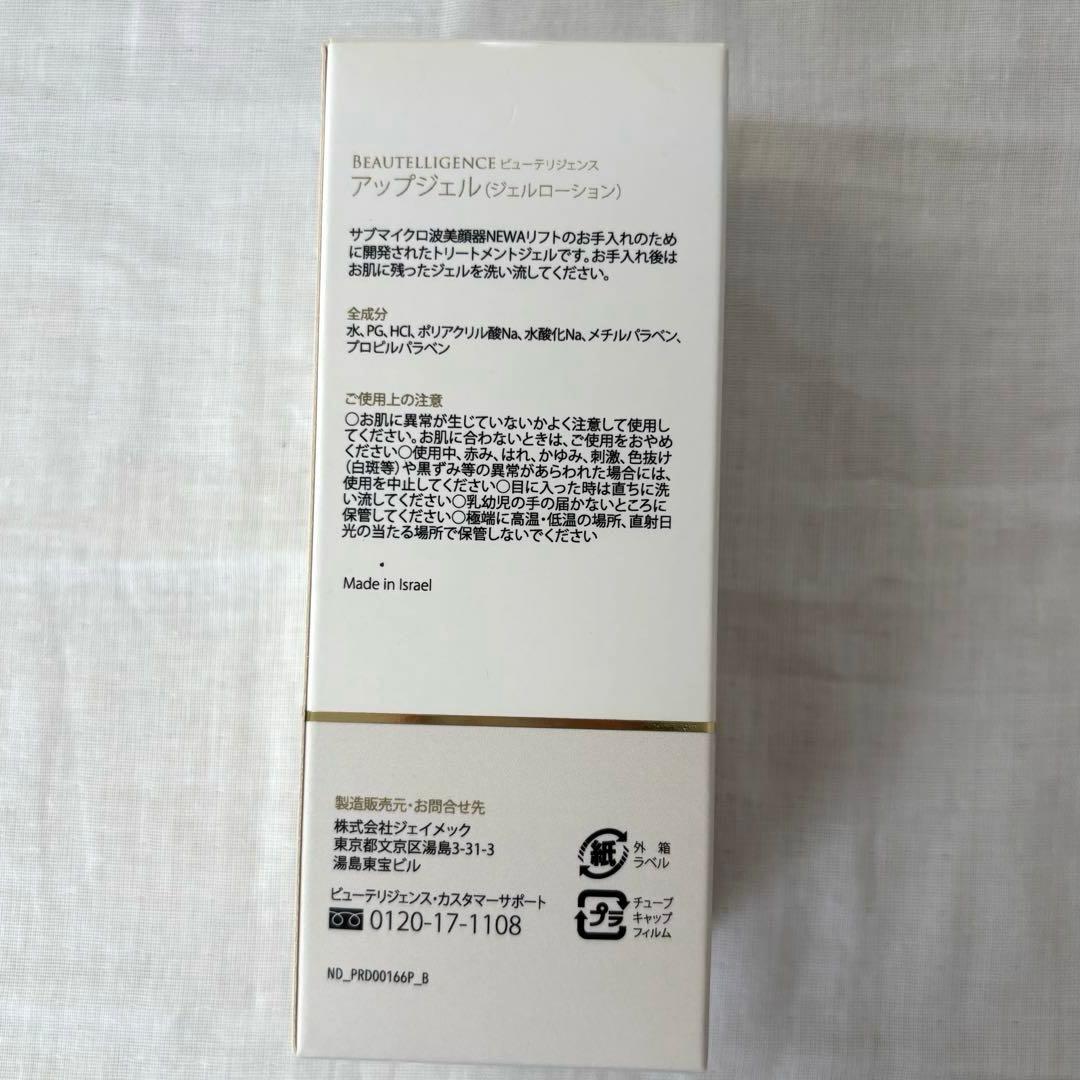 BEAUTELLIGENCE ビューテリジェンス
アップジェル(ジェルローション)
サブマイクロ波美顔器NEWAリフトのお手入れのため
に開発されたトリートメントジェルです。お手入れ後は
お肌に残ったジェルを洗い流してください。
全成分
水、PG、HCl、ポリアクリル酸Na、水酸化Na、メチルパラベン、
プロピルパラベン
ご使用上の注意
○お肌に異常が生じていないかよく注意して使用し
てください。お肌に合わないときは、ご使用をおやめ
ください○使用中、赤み、はれ、かゆみ、刺激、色抜け
(白斑等)や黒ずみ等の異常があらわれた場合には、
使用を中止してください○目に入った時は直ちに洗
い流してください○乳幼児の手の届かないところに
保管してください○極端に高温・低温の場所、直射日
光の当たる場所で保管しないでください
Made in Israel
製造販売元・お問合せ先
株式会社ジェイメック
東京都文京区湯島3-31-3
湯島東宝ビル
ビューテリジェンス・カスタマーサポート
0120-17-1108
紙 外 箱
ラベル
プラ チューブ
キャップ
フィルム
ND_PRD00166P_B